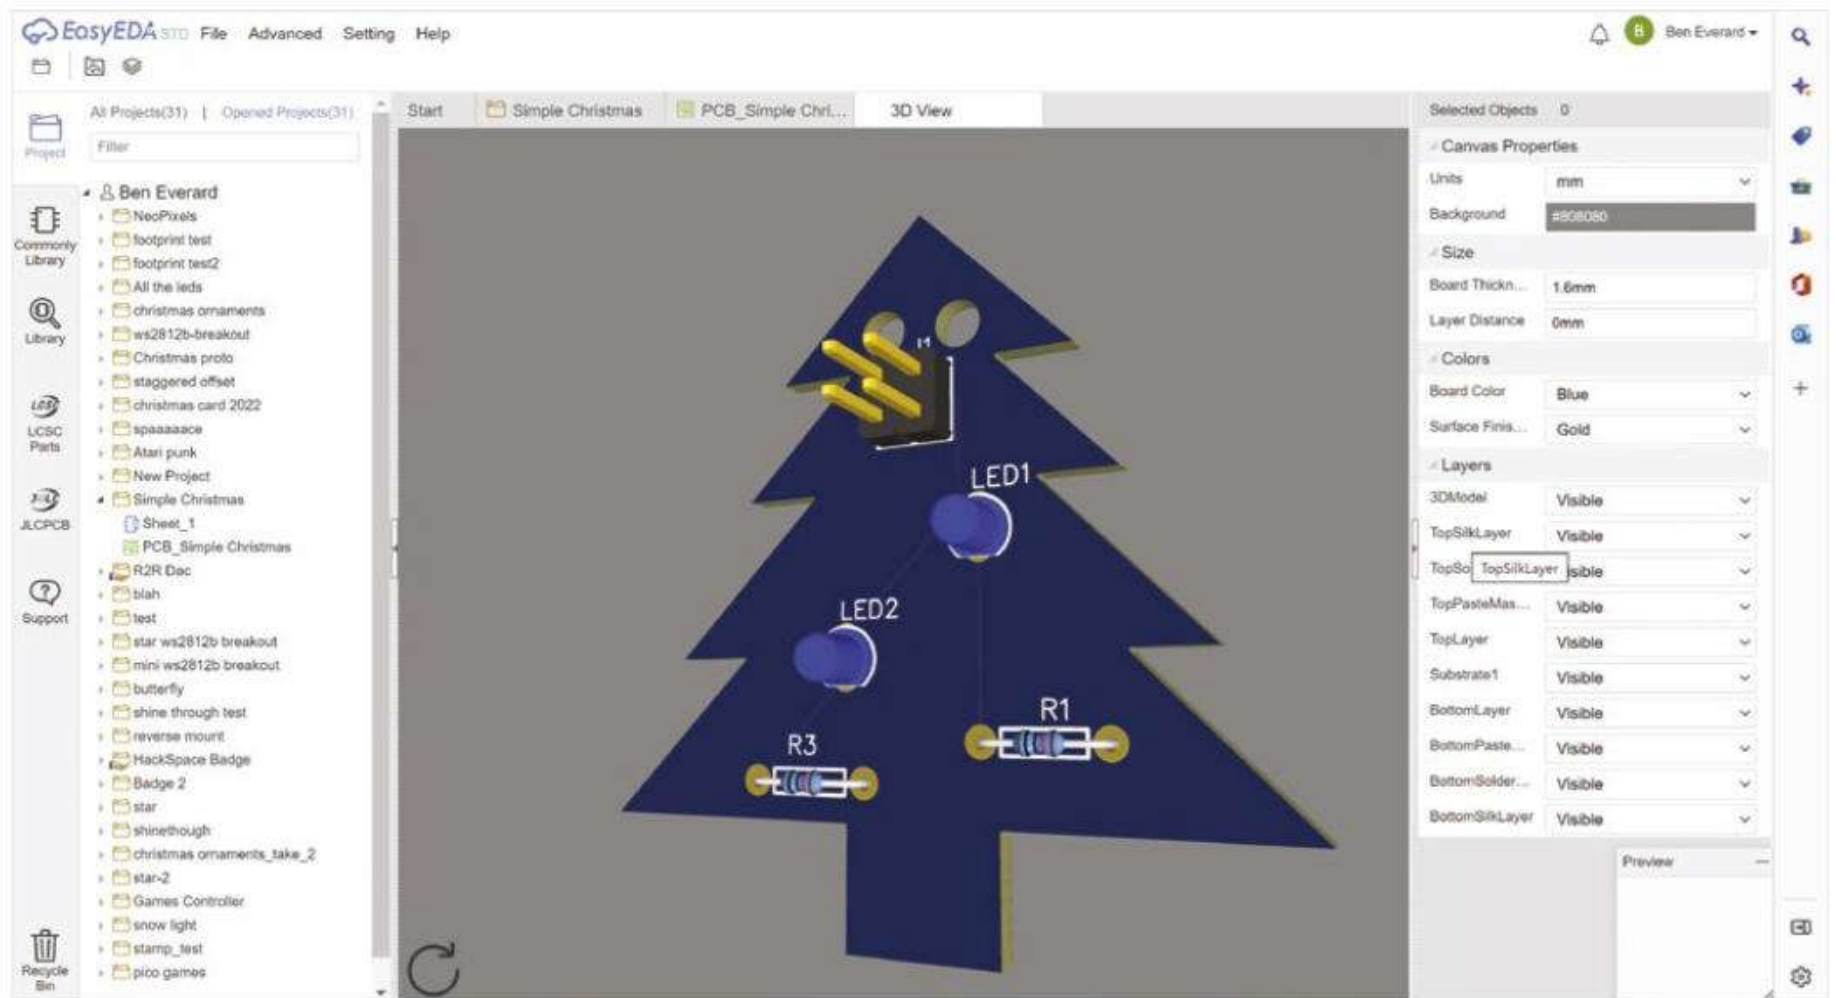 EasyEDA STD File Advanced Setting Help
Ben Everard
B
All Projects(31) | Opened Projects(31)
Filter
Project
Commonly
Library
Library
LCSC
LCSC
Parts
JLCPCB
Support
Recycle
Bin
Ben Everard
NeoPixels
footprint test
footprint test2
All the leds
christmas ornaments
ws2812b-breakout
Christmas proto
staggered offset
christmas card 2022
spaaaaace
Atari punk
New Project
Simple Christmas
Sheet_1
PCB_Simple Christmas
R2R Dac
blah
test
star ws2812b breakout
mini ws2812b breakout
butterfly
shine through test
reverse mount
HackSpace Badge
Badge 2
star
shinethough
christmas ornaments_take_2
star-2
Games Controller
snow light
stamp_test
pico games
Start Simple Christmas PCB_Simple Chri... 3D View
LED1
LED2
R1
R3
Selected Objects 0
Canvas Properties
Units mm
Background #808080
Size
Board Thickn... 1.6mm
Layer Distance 0mm
Colors
Board Color Blue
Surface Finis... Gold
Layers
3DModel Visible
TopSilkLayer Visible
TopSo TopSilkLayer isible
TopPasteMas... Visible
TopLayer Visible
Substrate1 Visible
BottomLayer Visible
BottomPaste... Visible
BottomSolder... Visible
BottomSilkLayer Visible
Preview